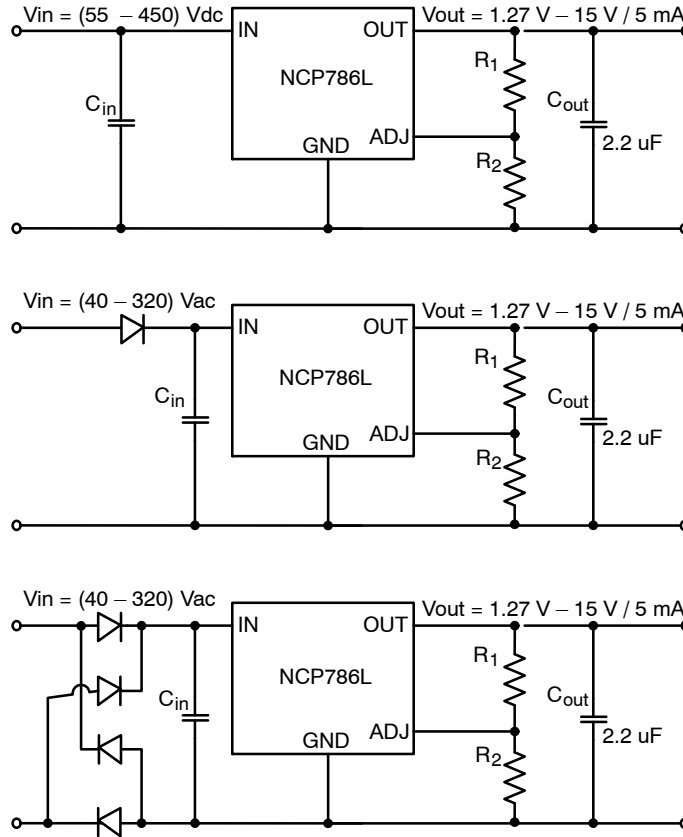 Vin = (55 – 450) Vdc
Vout = 1.27 V – 15 V / 5 mA
IN
OUT
NCP786L
R1
Cin
Cout
GND
ADJ
2.2 uF
R2
Vin = (40 – 320) Vac
Vout = 1.27 V – 15 V / 5 mA
IN
OUT
R1
NCP786L
Cin
Cout
GND
ADJ
2.2 uF
R2
Vin = (40 – 320) Vac
Vout = 1.27 V – 15 V / 5 mA
IN
OUT
R1
NCP786L
Cin
Cout
GND
ADJ
2.2 uF
R2